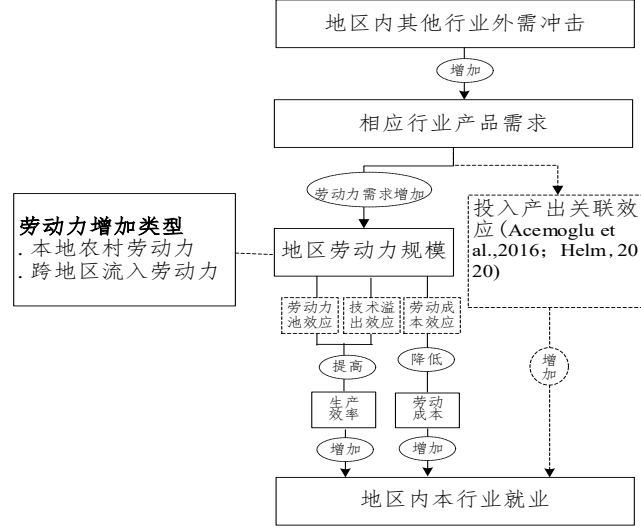 地区内其他行业外需冲击
增加
相应行业产品需求
劳动力需求增加
劳动力增加类型
. 本地农村劳动力
. 跨地区流入劳动力
地区劳动力规模
投入产出关联效
应(Acemoglu et
al.,2016; Helm, 20
20)
劳动力
池效应
技术溢
出效应
劳动成
本效应
提高
降低
增
加
生产
效率
劳动
成本
增加
增加
地区内本行业就业